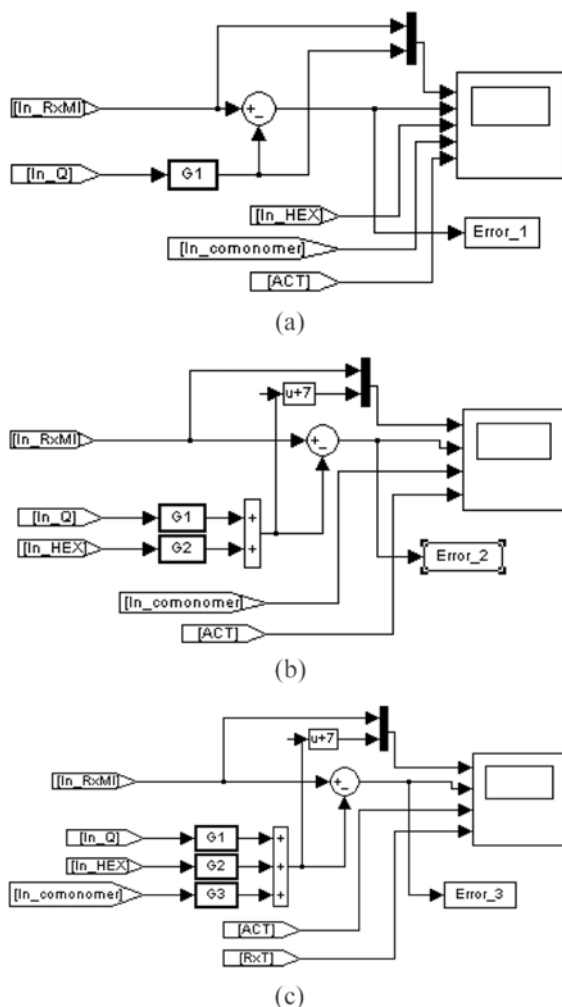 [In_RxMI]
+
-
[In_Q]
G1
[In_HEX]
Error_1
[In_comonomer]
[ACT]
(a)
u+7
[In_RxMI]
+
-
[In_Q]
G1
+
[In_HEX]
G2
+
Error_2
[In_comonomer]
[ACT]
(b)
u+7
[In_RxMI]
+
-
[In_Q]
G1
+
[In_HEX]
G2
+
[In_comonomer]
G3
+
Error_3
[ACT]
[RxT]
(c)